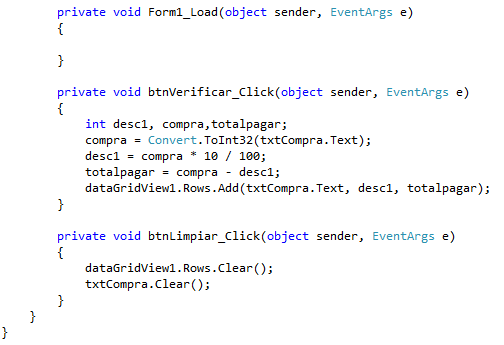 private void Form1_Load(object sender, EventArgs e)
{
}
private void btnVerificar_Click(object sender, EventArgs e)
{
int desc1, compra,totalpagar;
compra = Convert.ToInt32(txtCompra.Text);
desc1 = compra * 10 / 100;
totalpagar = compra - desc1;
dataGridView1.Rows.Add(txtCompra.Text, desc1, totalpagar);
}
private void btnLimpiar_Click(object sender, EventArgs e)
{
dataGridView1.Rows.Clear();
txtCompra.Clear();
}
}
}